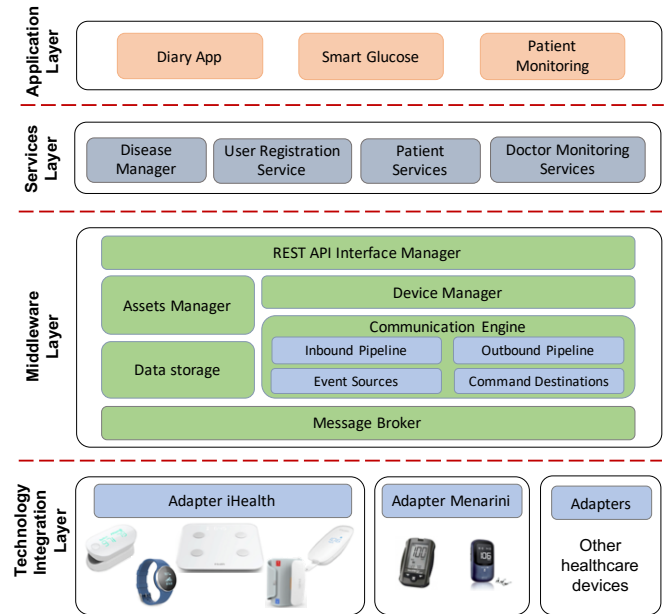 Application
Layer
Diary App
Smart Glucose
Patient
Monitoring
Services
Layer
Disease
Manager
User Registration
Service
Patient
Services
Doctor Monitoring
Services
Middleware
Layer
REST API Interface Manager
Assets Manager
Device Manager
Communication Engine
Inbound Pipeline
Outbound Pipeline
Data storage
Event Sources
Command Destinations
Message Broker
Technology
Integration
Layer
Adapter iHealth
Adapter Menarini
Adapters
Other
healthcare
devices